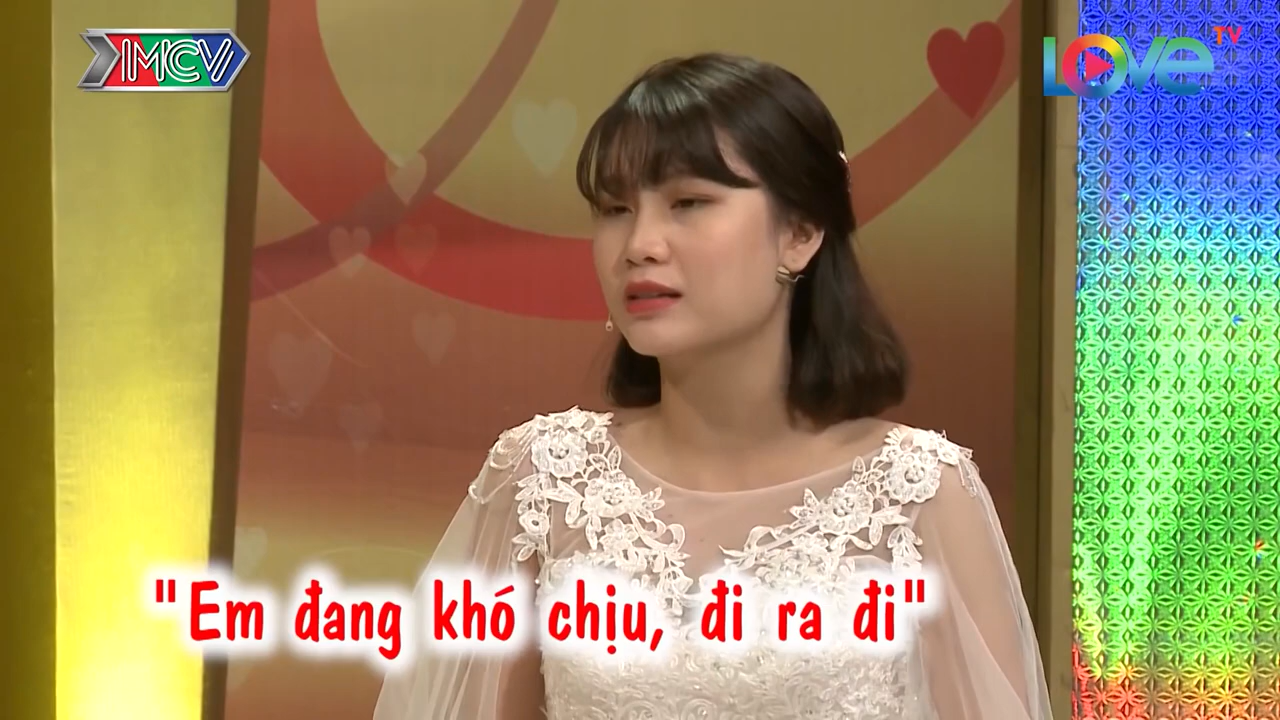 MCV
LOVE TV
"Em đang khó chịu, đi ra đi"